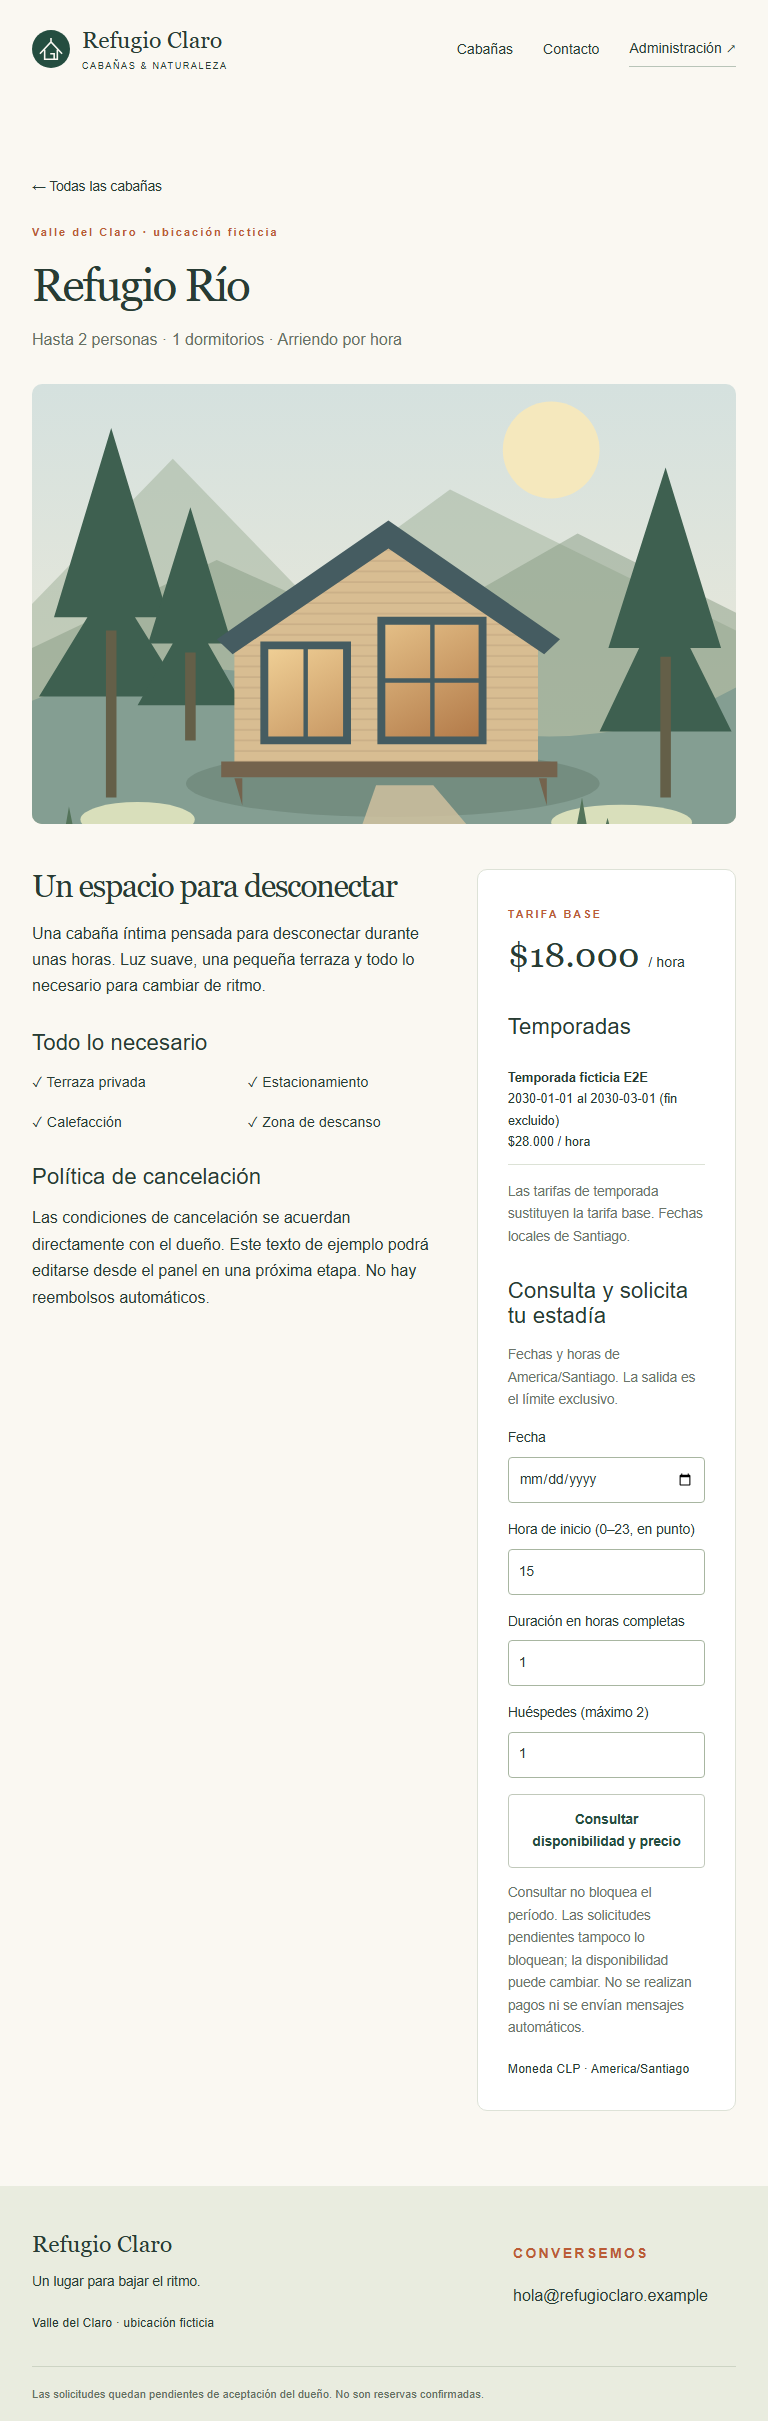 Refugio Claro
CABAÑAS & NATURALEZA
Cabañas
Contacto
Administración ↗
← Todas las cabañas
Valle del Claro · ubicación ficticia
Refugio Río
Hasta 2 personas · 1 dormitorios · Arriendo por hora
Un espacio para desconectar
Una cabaña íntima pensada para desconectar durante
unas horas. Luz suave, una pequeña terraza y todo lo
necesario para cambiar de ritmo.
Todo lo necesario
✓ Terraza privada
✓ Estacionamiento
✓ Calefacción
✓ Zona de descanso
Política de cancelación
Las condiciones de cancelación se acuerdan
directamente con el dueño. Este texto de ejemplo podrá
editarse desde el panel en una próxima etapa. No hay
reembolsos automáticos.
TARIFA BASE
$18.000 / hora
Temporadas
Temporada ficticia E2E
2030-01-01 al 2030-03-01 (fin
excluido)
$28.000 / hora
Las tarifas de temporada
sustituyen la tarifa base. Fechas
locales de Santiago.
Consulta y solicita
tu estadía
Fechas y horas de
America/Santiago. La salida es
el límite exclusivo.
Fecha
mm/dd/yyyy
Hora de inicio (0–23, en punto)
15
Duración en horas completas
1
Huéspedes (máximo 2)
1
Consultar
disponibilidad y precio
Consultar no bloquea el
período. Las solicitudes
pendientes tampoco lo
bloquean; la disponibilidad
puede cambiar. No se realizan
pagos ni se envían mensajes
automáticos.
Moneda CLP · America/Santiago
Refugio Claro
Un lugar para bajar el ritmo.
Valle del Claro · ubicación ficticia
CONVERSEMOS
hola@refugioclaro.example
Las solicitudes quedan pendientes de aceptación del dueño. No son reservas confirmadas.